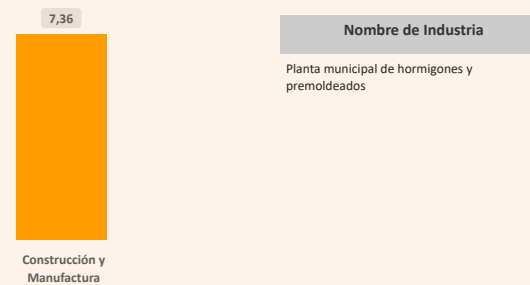 7,36
Construcción y
Manufactura
Nombre de Industria
Planta municipal de hormigones y
premoldeados